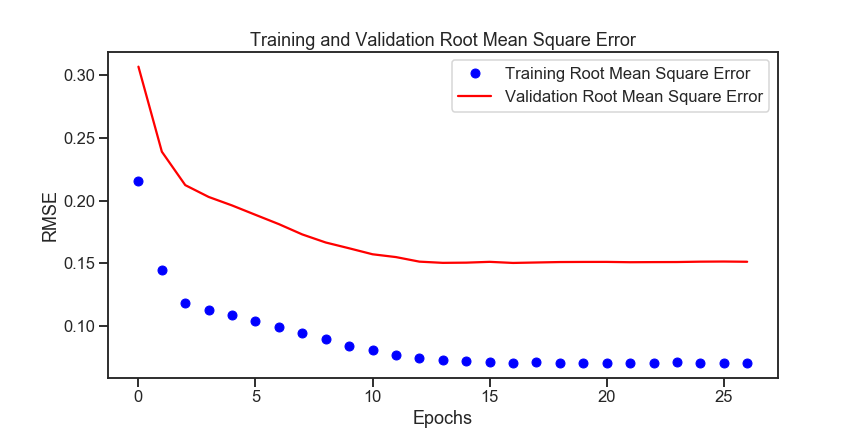 Training and Validation Root Mean Square Error
Training Root Mean Square Error
Validation Root Mean Square Error
RMSE
0.30
0.25
0.20
0.15
0.10
0 5 10 15 20 25
Epochs